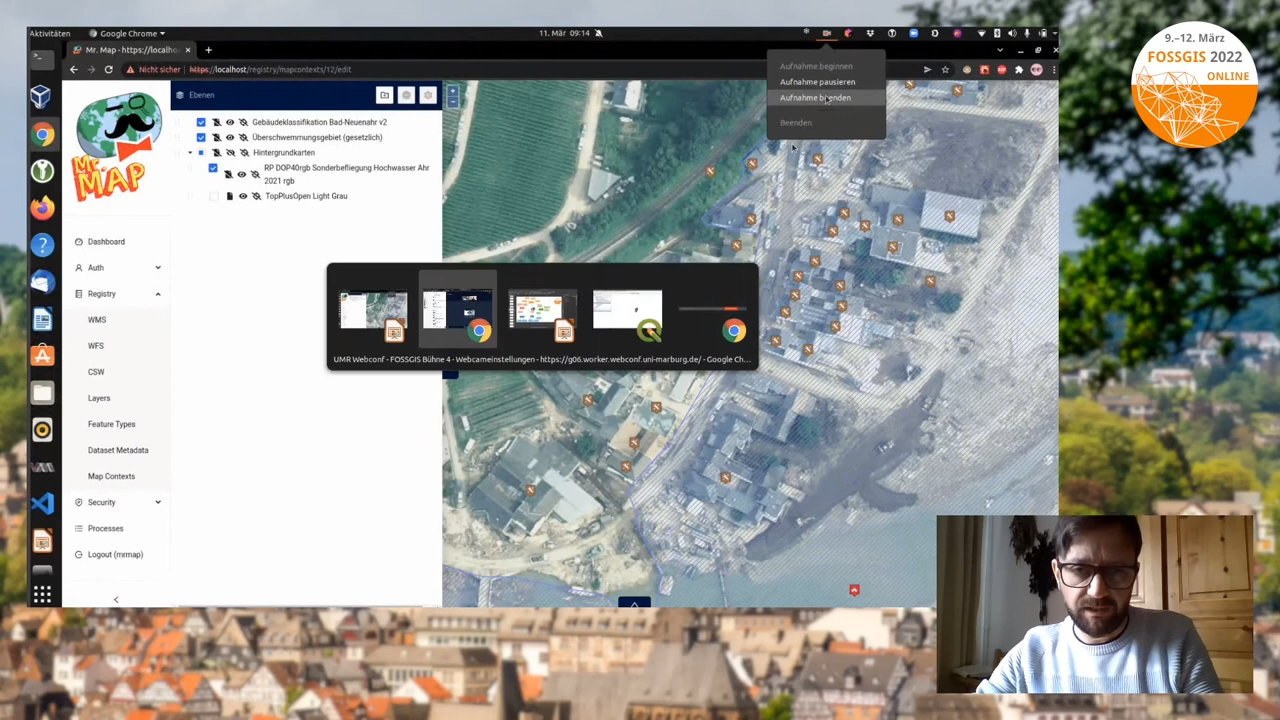 Aktivitäten
Google Chrome
11. Mär 09:14
9.–12. März
FOSSGIS 2022
ONLINE
Mr. Map - https://localho
Nicht sicher
https://localhost/registry/mapcontexts/12/edit
Aufnahme beginnen
Aufnahme pausieren
Aufnahme beenden
Beenden
Mr. MAP
Ebenen
Gebäudeklassifikation Bad-Neuenahr v2
Überschwemmungsgebiet (gesetzlich)
Hintergrundkarten
RP DOP40rgb Sonderbefliegung Hochwasser Ahr
2021 rgb
TopPlusOpen Light Grau
Dashboard
Auth
Registry
WMS
WFS
CSW
Layers
Feature Types
Dataset Metadata
Map Contexts
Security
Processes
Logout (mrmap)
UMR Webconf - FOSSGIS Bühne 4 - Webcameinstellungen - https://g06.worker.webconf.uni-marburg.de/ - Google Ch...